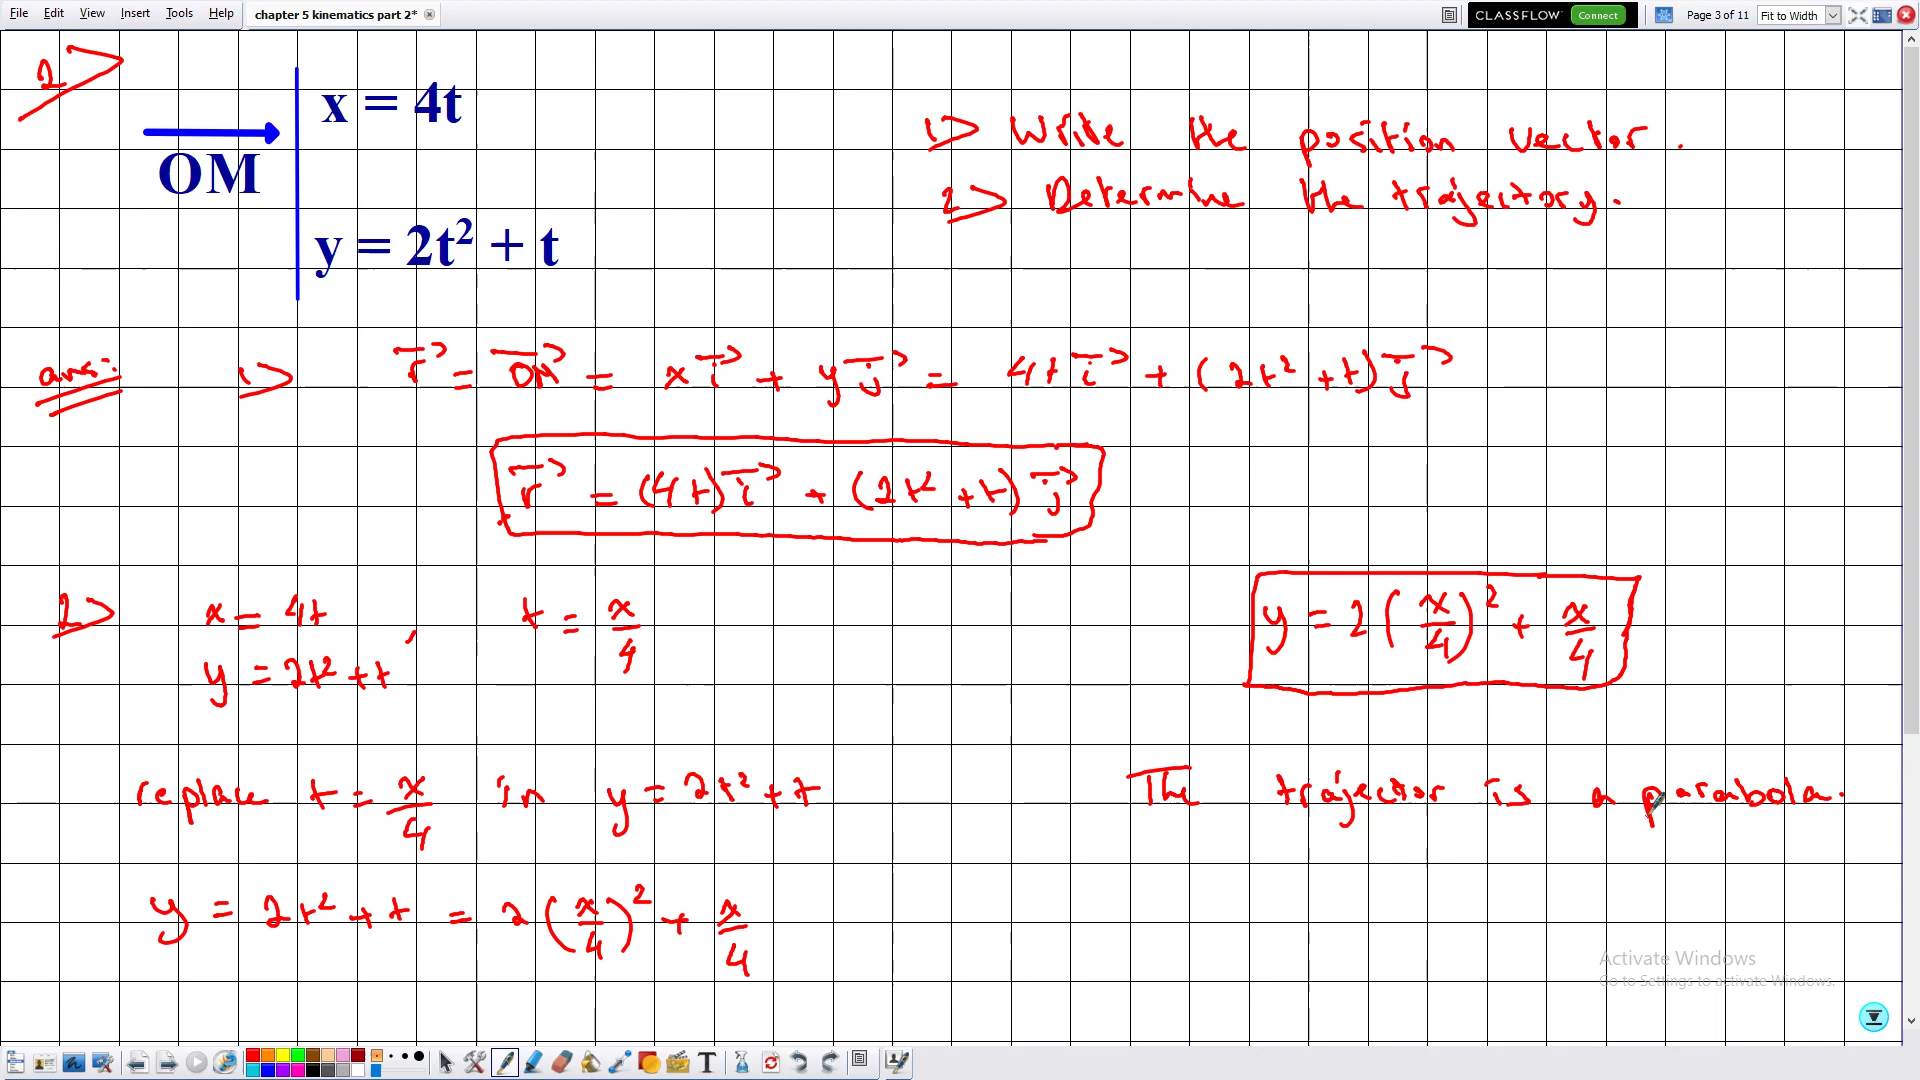 File Edit View Insert Tools Help chapter 5 kinematics part 2* CLASSFLOW Connect Page 3 of 11 Fit to Width
2>
x = 4t
OM
y = 2t² + t
1> Write the position vector.
2> Determine the trajectory.
ans: 1> r⃗ = OM⃗ = x i⃗ + y j⃗ = 4t i⃗ + (2t² + t) j⃗
r⃗ = (4t) i⃗ + (2t² + t) j⃗
2> x = 4t , t = x/4
y = 2t² + t
y = 2(x/4)² + x/4
replace t = x/4 in y = 2t² + t
The trajector is a parabola.
y = 2t² + t = 2(x/4)² + x/4
Activate Windows
Go to Settings to activate Windows.
T